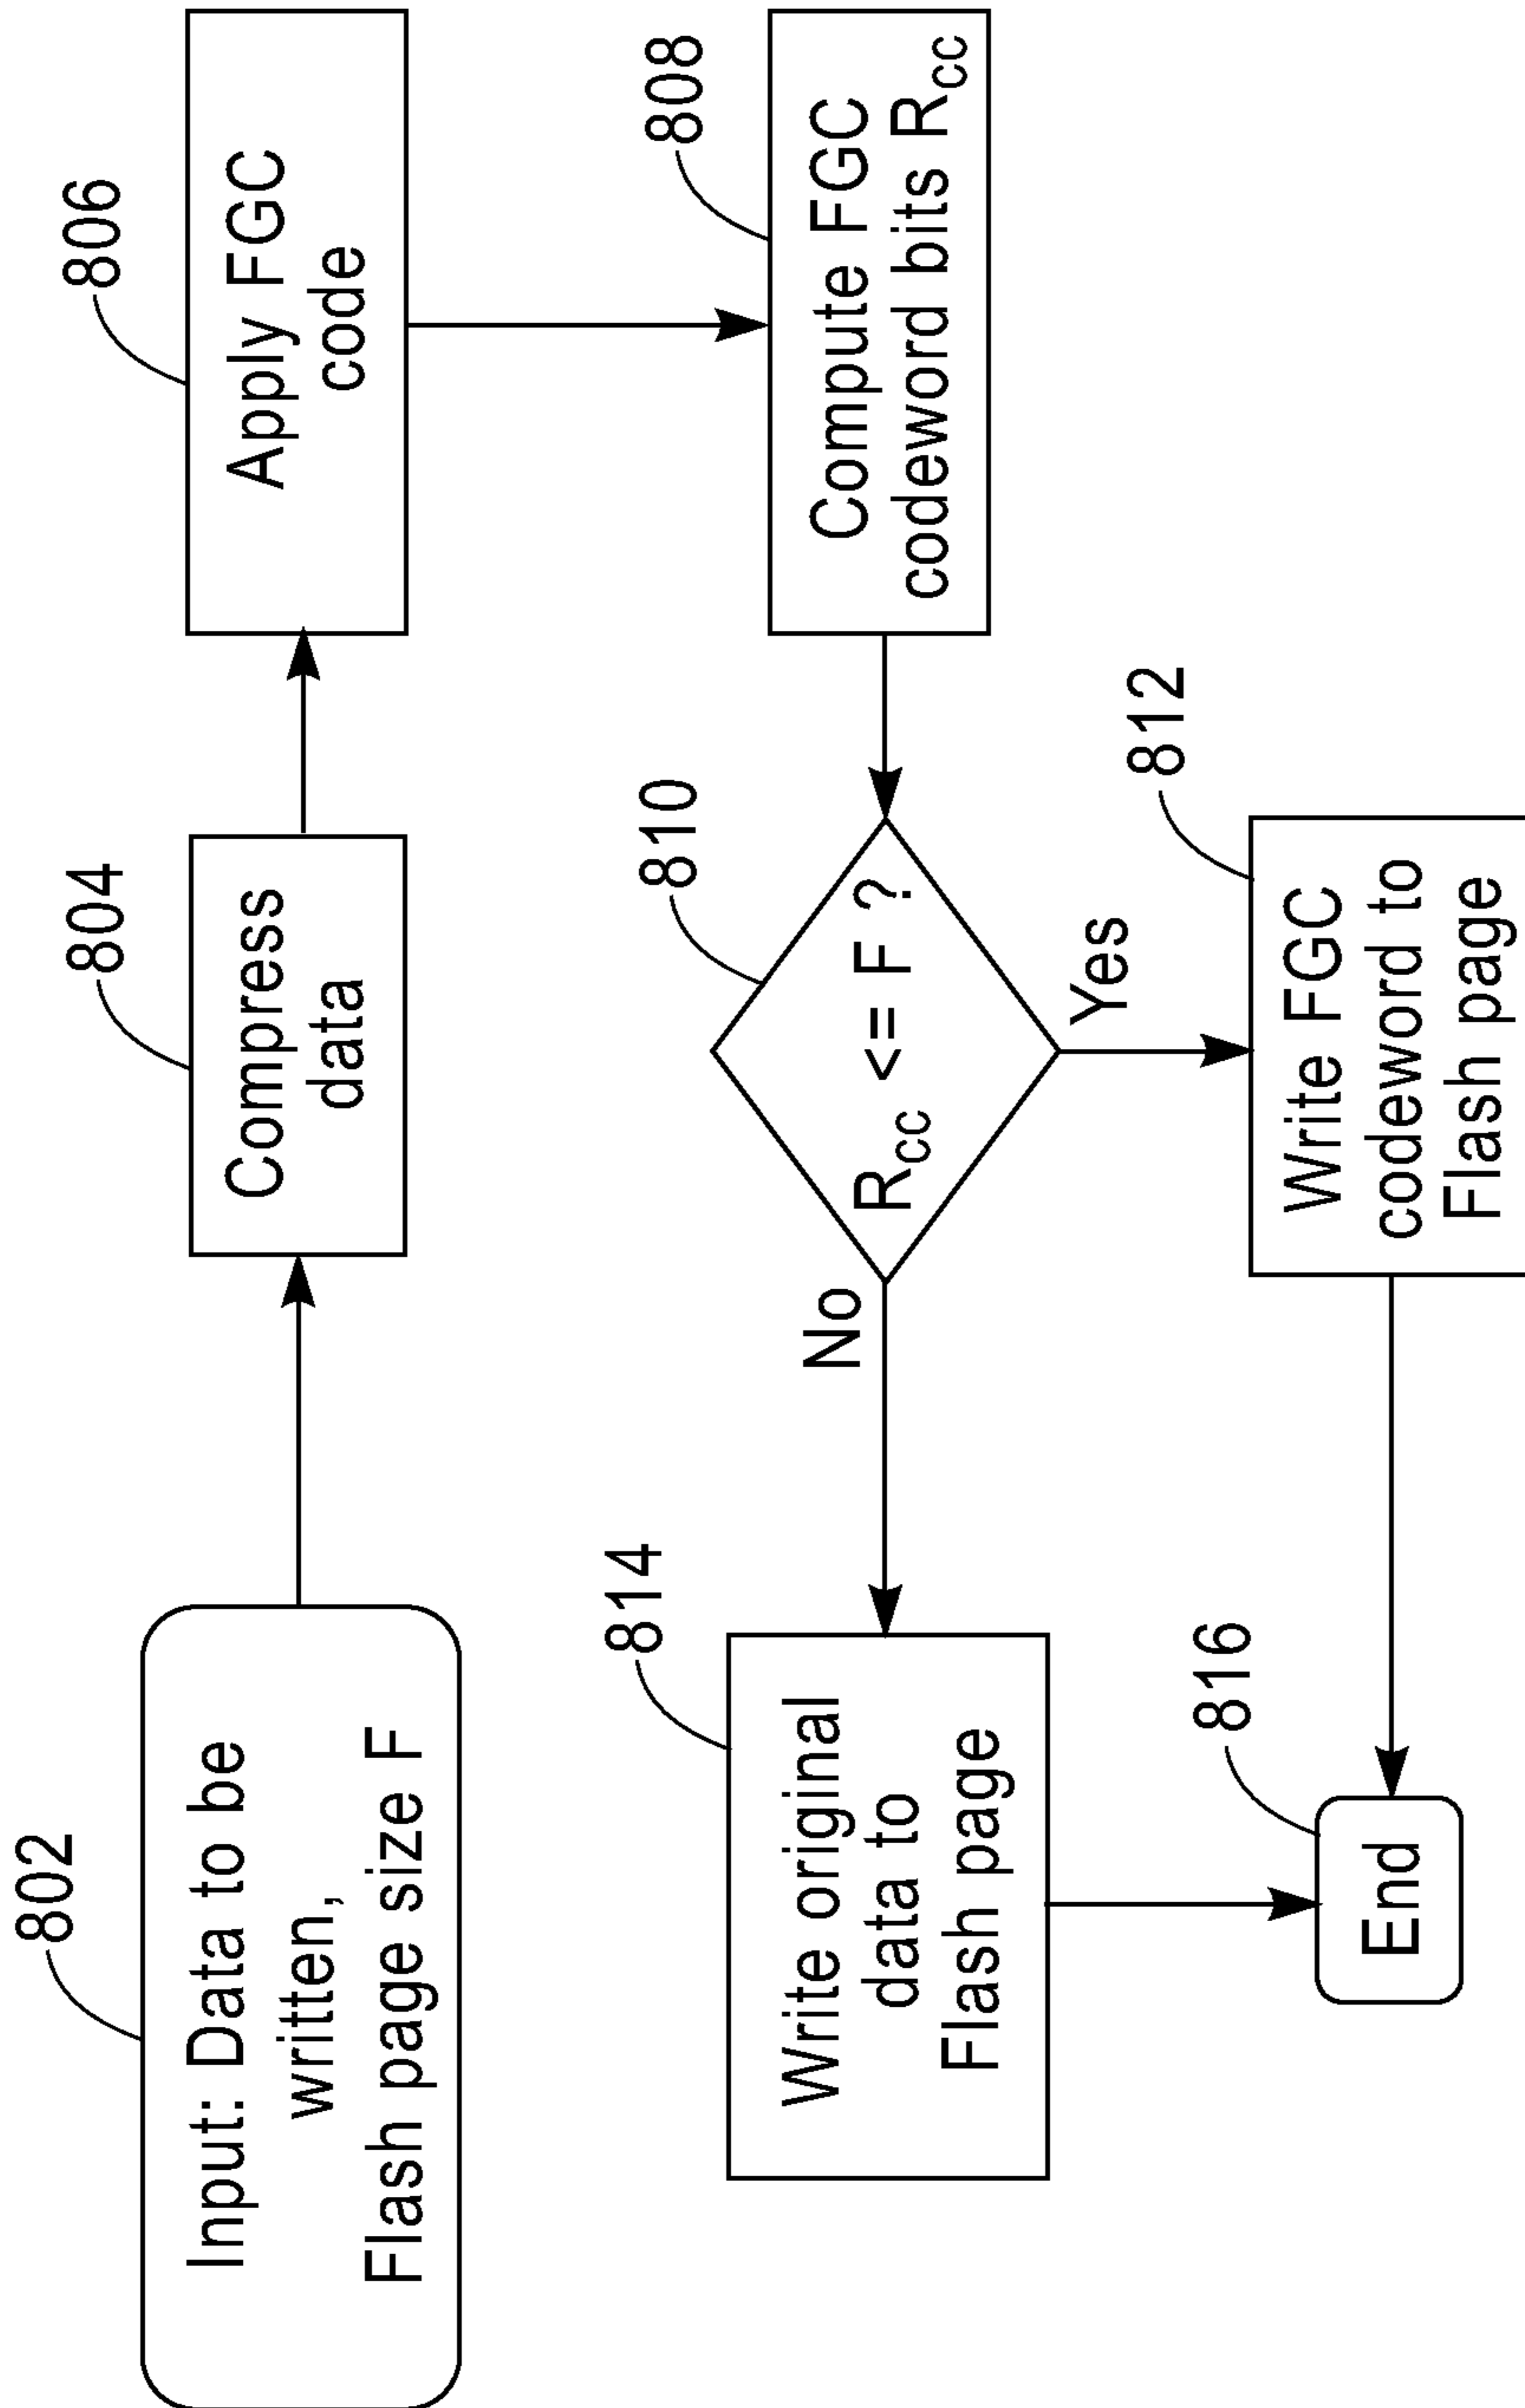 802
Input: Data to be
written,
Flash page size F
804
Compress
data
806
Apply FGC
code
808
Compute FGC
codeword bits Rcc
810
Rcc <= F ?
No
Yes
814
Write original
data to
Flash page
812
Write FGC
codeword to
Flash page
816
End